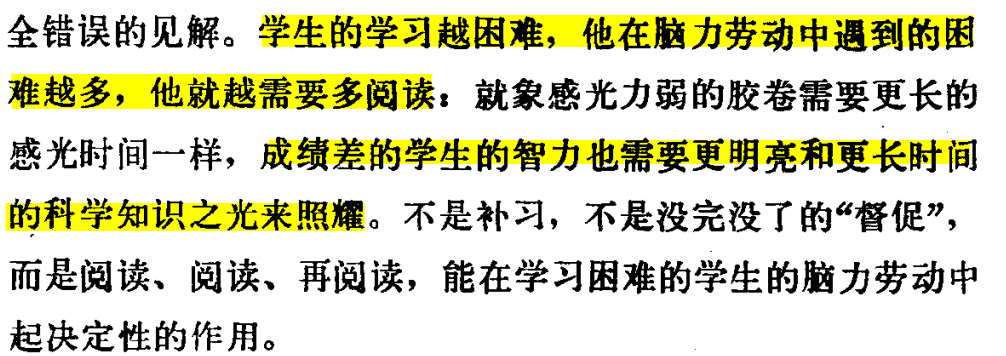 全错误的见解。学生的学习越困难，他在脑力劳动中遇到的困
难越多，他就越需要多阅读：就象感光力弱的胶卷需要更长的
感光时间一样，成绩差的学生的智力也需要更明亮和更长时间
的科学知识之光来照耀。不是补习，不是没完没了的“督促”，
而是阅读、阅读、再阅读，能在学习困难的学生的脑力劳动中
起决定性的作用。